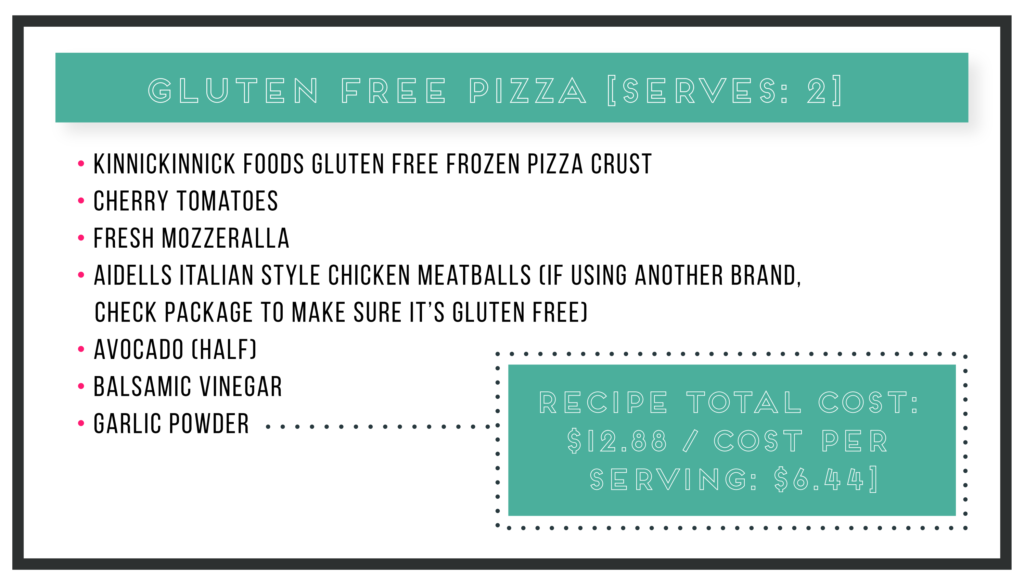 GLUTEN FREE PIZZA [SERVES: 2]
• KINNICKINNICK FOODS GLUTEN FREE FROZEN PIZZA CRUST
• CHERRY TOMATOES
• FRESH MOZZERALLA
• AIDELLS ITALIAN STYLE CHICKEN MEATBALLS (IF USING ANOTHER BRAND,
CHECK PACKAGE TO MAKE SURE IT'S GLUTEN FREE)
• AVOCADO (HALF)
• BALSAMIC VINEGAR
• GARLIC POWDER
RECIPE TOTAL COST:
$12.88 / COST PER
SERVING: $6.44]